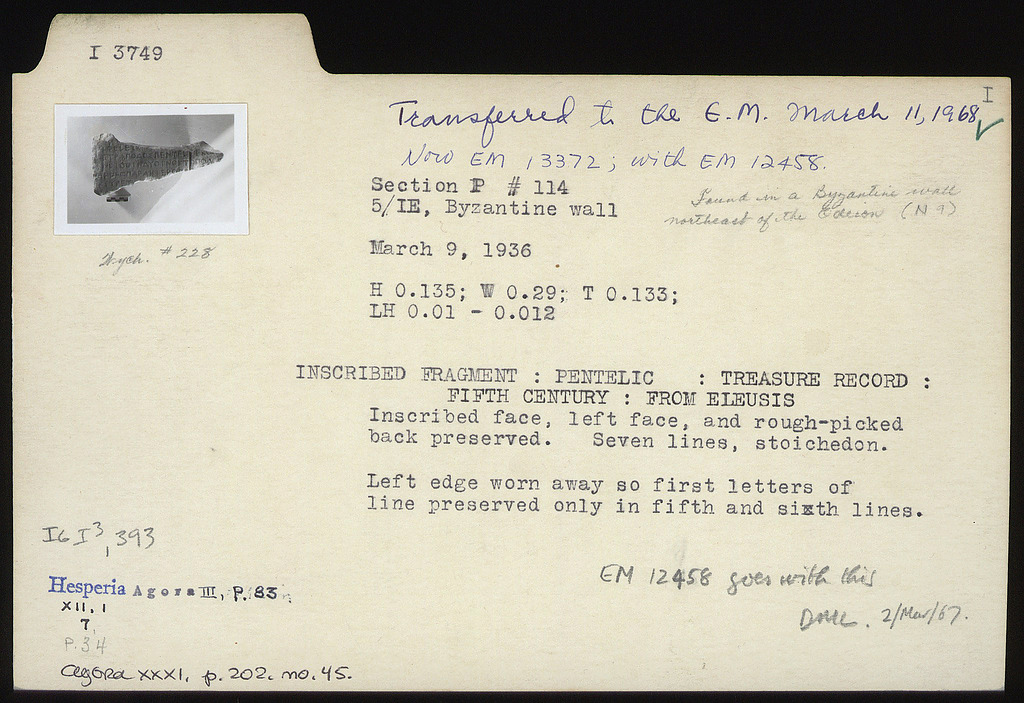 I 3749
I
Transferred to the E.M. March 11, 1968
Now EM 13372; with EM 12458.
Section P # 114
5/IE, Byzantine wall
Found in a Byzantine wall
northeast of the Odeion (N 9)
March 9, 1936
Wych. # 228
H 0.135; W 0.29; T 0.133;
LH 0.01 - 0.012
INSCRIBED FRAGMENT : PENTELIC : TREASURE RECORD :
FIFTH CENTURY : FROM ELEUSIS
Inscribed face, left face, and rough-picked
back preserved. Seven lines, stoichedon.
Left edge worn away so first letters of
line preserved only in fifth and sixth lines.
IG I³, 393
EM 12458 goes with this
2/Mar/67.
Hesperia Agora III, P. 83
XII, 1
7
P. 34
Agora XXXI, p. 202. no. 45.